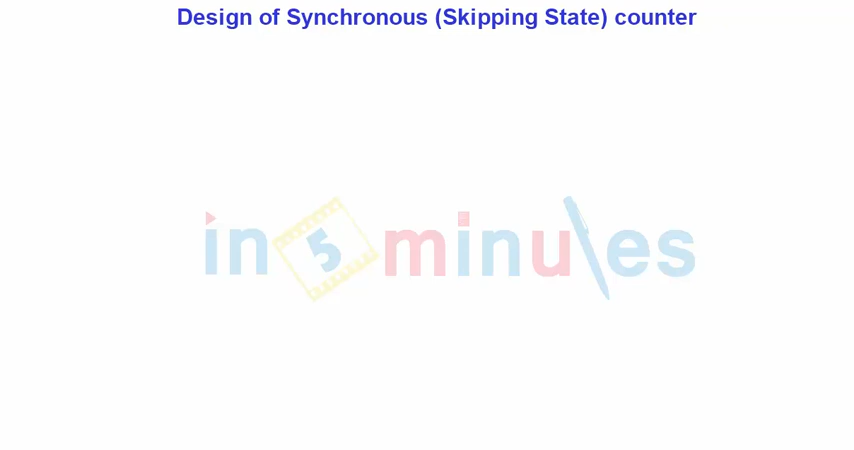 Design of Synchronous (Skipping State) counter
in 5 minutes